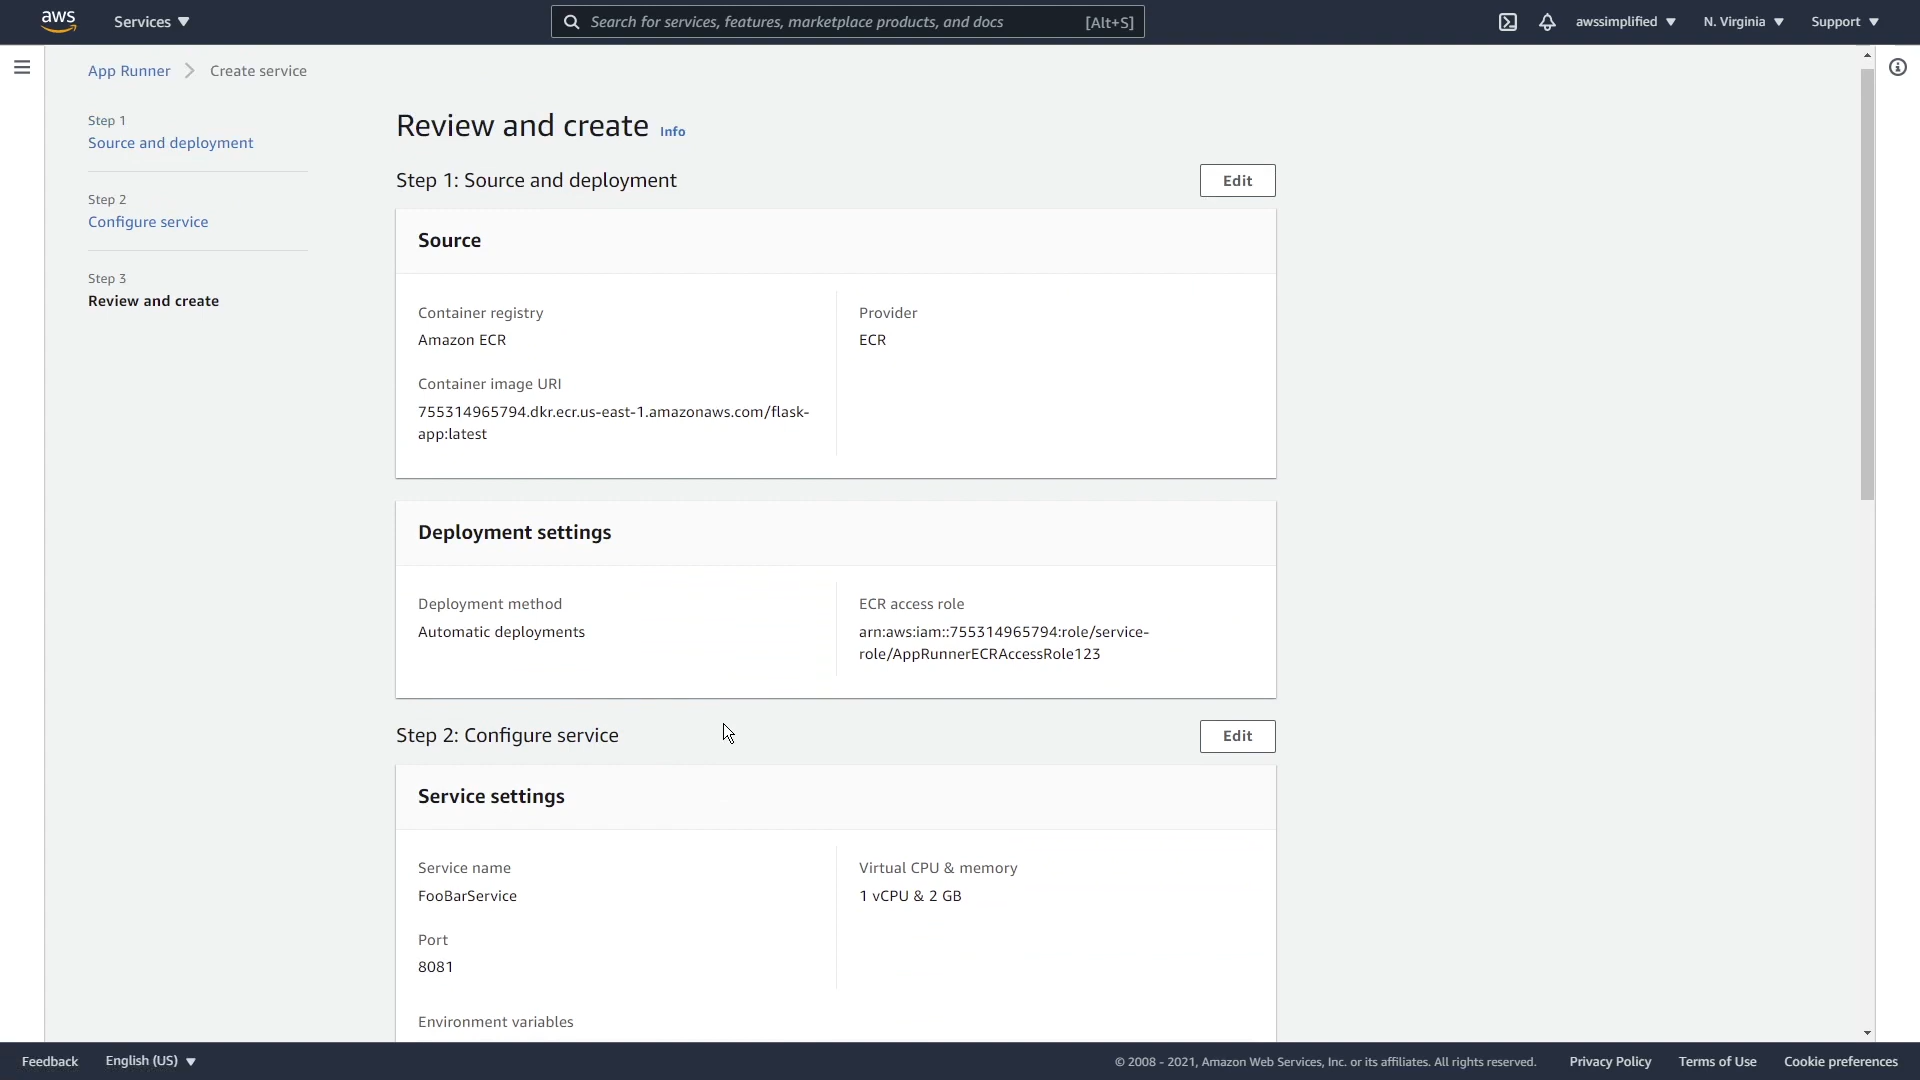 aws
Services
Search for services, features, marketplace products, and docs
[Alt+S]
awssimplified
N. Virginia
Support
App Runner
Create service
Step 1
Source and deployment
Step 2
Configure service
Step 3
Review and create
Review and create Info
Step 1: Source and deployment
Edit
Source
Container registry
Amazon ECR
Provider
ECR
Container image URI
755314965794.dkr.ecr.us-east-1.amazonaws.com/flask-
app:latest
Deployment settings
Deployment method
Automatic deployments
ECR access role
arn:aws:iam::755314965794:role/service-
role/AppRunnerECRAccessRole123
Step 2: Configure service
Edit
Service settings
Service name
FooBarService
Virtual CPU & memory
1 vCPU & 2 GB
Port
8081
Environment variables
Feedback
English (US)
© 2008 - 2021, Amazon Web Services, Inc. or its affiliates. All rights reserved.
Privacy Policy
Terms of Use
Cookie preferences